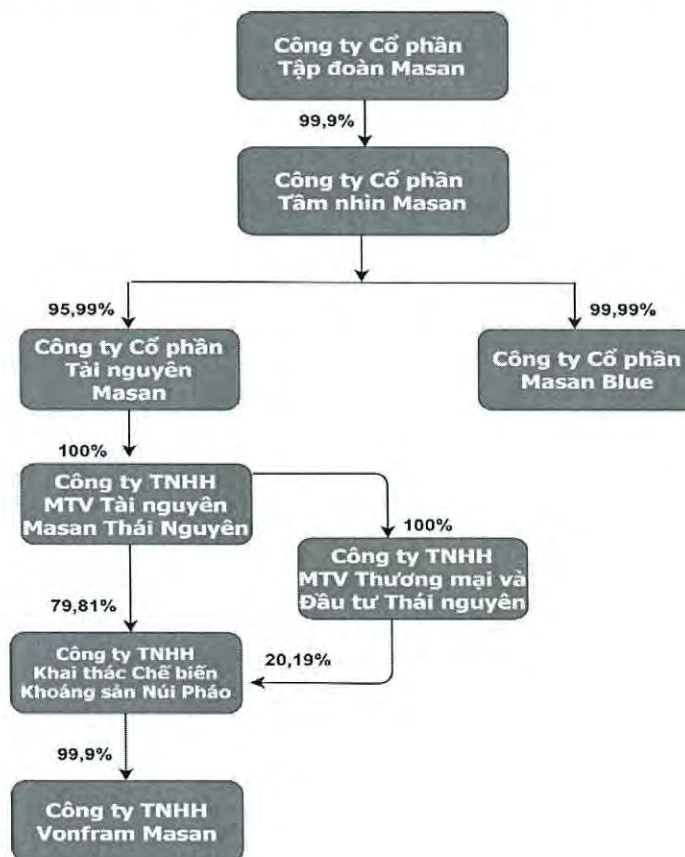 Công ty Cổ phần
Tập đoàn Masan
99,9%
Công ty Cổ phần
Tầm nhìn Masan
95,99%
99,99%
Công ty Cổ phần
Tài nguyên
Masan
Công ty Cổ phần
Masan Blue
100%
Công ty TNHH
MTV Tài nguyên
Masan Thái Nguyên
100%
Công ty TNHH
MTV Thương mại và
Đầu tư Thái nguyên
79,81%
20,19%
Công ty TNHH
Khai thác Chế biến
Khoáng sản Núi Pháo
99,9%
Công ty TNHH
Vonfram Masan